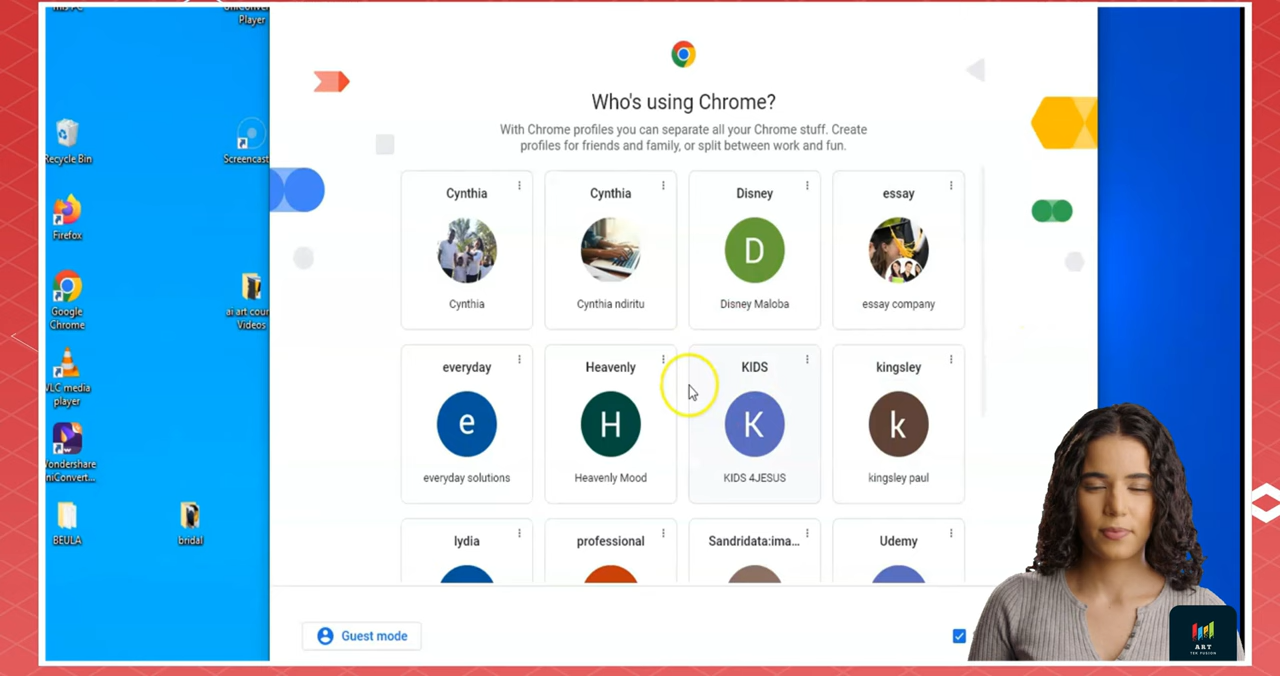 Player
Who's using Chrome?
With Chrome profiles you can separate all your Chrome stuff. Create
profiles for friends and family, or split between work and fun.
Recycle Bin
Screencast
Firefox
Google
Chrome
ai art cour
Videos
VLC media
player
Wondershare
niConvert...
BEULA
bridal
Cynthia
Cynthia
Cynthia
Cynthia ndiritu
Disney
D
Disney Maloba
essay
essay company
everyday
e
everyday solutions
Heavenly
H
Heavenly Mood
KIDS
K
KIDS 4JESUS
kingsley
k
kingsley paul
lydia
professional
Sandridata:ima...
Udemy
Guest mode
ART